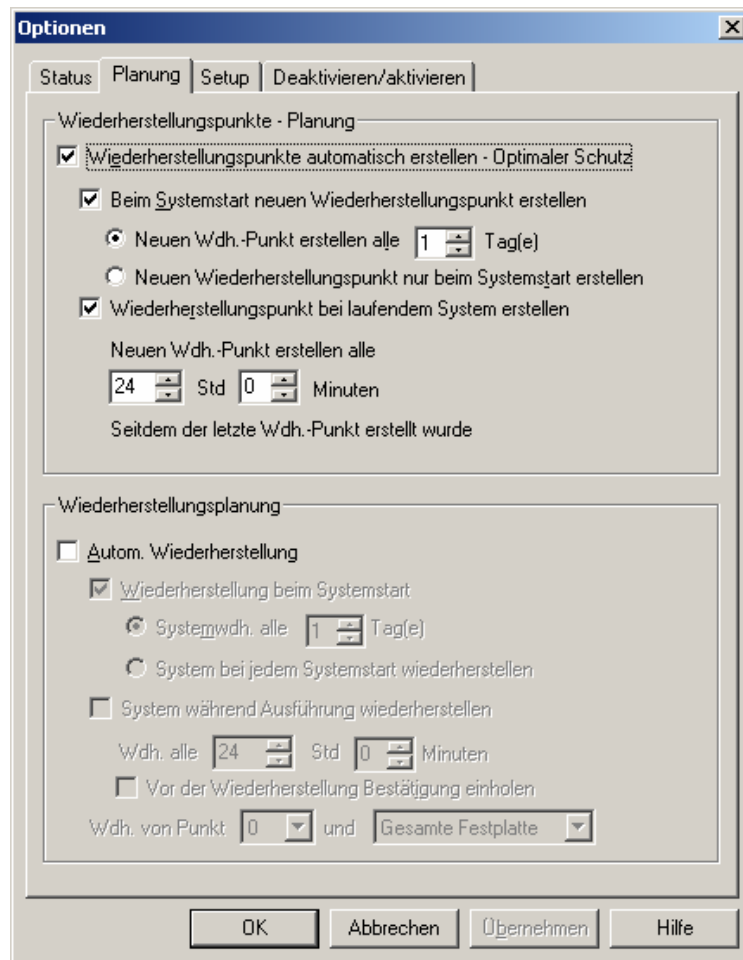 Optionen
Status Planung Setup Deaktivieren/aktivieren
Wiederherstellungspunkte - Planung
Wiederherstellungspunkte automatisch erstellen - Optimaler Schutz
Beim Systemstart neuen Wiederherstellungspunkt erstellen
Neuen Wdh.-Punkt erstellen alle 1 Tag(e)
Neuen Wiederherstellungspunkt nur beim Systemstart erstellen
Wiederherstellungspunkt bei laufendem System erstellen
Neuen Wdh.-Punkt erstellen alle
24 Std 0 Minuten
Seitdem der letzte Wdh.-Punkt erstellt wurde
Wiederherstellungsplanung
Autom. Wiederherstellung
Wiederherstellung beim Systemstart
Systemwdh. alle 1 Tag(e)
System bei jedem Systemstart wiederherstellen
System während Ausführung wiederherstellen
Wdh. alle 24 Std 0 Minuten
Vor der Wiederherstellung Bestätigung einholen
Wdh. von Punkt 0 und Gesamte Festplatte
OK Abbrechen Übernehmen Hilfe